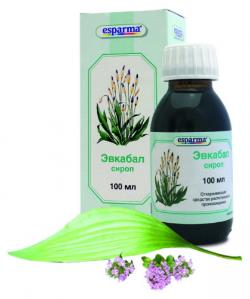 esparma®
Эвкабал
сироп
100 мл
esparma®
Эвкабал
сироп
100 мл
Отхаркивающее
средство растительного
происхождения